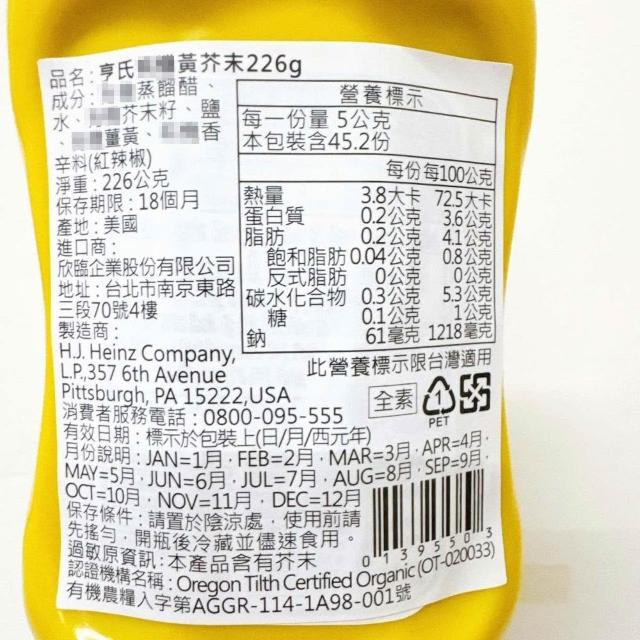 品名:亨氏黃芥末226g
成分:蒸餾醋、
水、芥末籽、鹽
、薑黃、香
辛料(紅辣椒)
淨重:226公克
保存期限:18個月
產地:美國
進口商:
欣臨企業股份有限公司
地址:台北市南京東路
三段70號4樓
製造商:
H.J. Heinz Company,
L.P,357 6th Avenue
Pittsburgh, PA 15222,USA
消費者服務電話:0800-095-555
營養標示
每一份量 5公克
本包裝含45.2份
每份 每100公克
熱量 3.8大卡 72.5大卡
蛋白質 0.2公克 3.6公克
脂肪 0.2公克 4.1公克
飽和脂肪 0.04公克 0.8公克
反式脂肪 0公克 0公克
碳水化合物 0.3公克 5.3公克
糖 0.1公克 1公克
鈉 61毫克 1218毫克
此營養標示限台灣適用
全素
1
PET
有效日期:標示於包裝上(日/月/西元年)
月份說明:JAN=1月,FEB=2月,MAR=3月,APR=4月,
MAY=5月,JUN=6月,JUL=7月,AUG=8月,SEP=9月,
OCT=10月,NOV=11月,DEC=12月
保存條件:請置於陰涼處,使用前請
先搖勻,開瓶後冷藏並儘速食用。
過敏原資訊:本產品含有芥末
0 139550 3
認證機構名稱:Oregon Tilth Certified Organic (OT-020033)
有機農糧入字第AGGR-114-1A98-001號